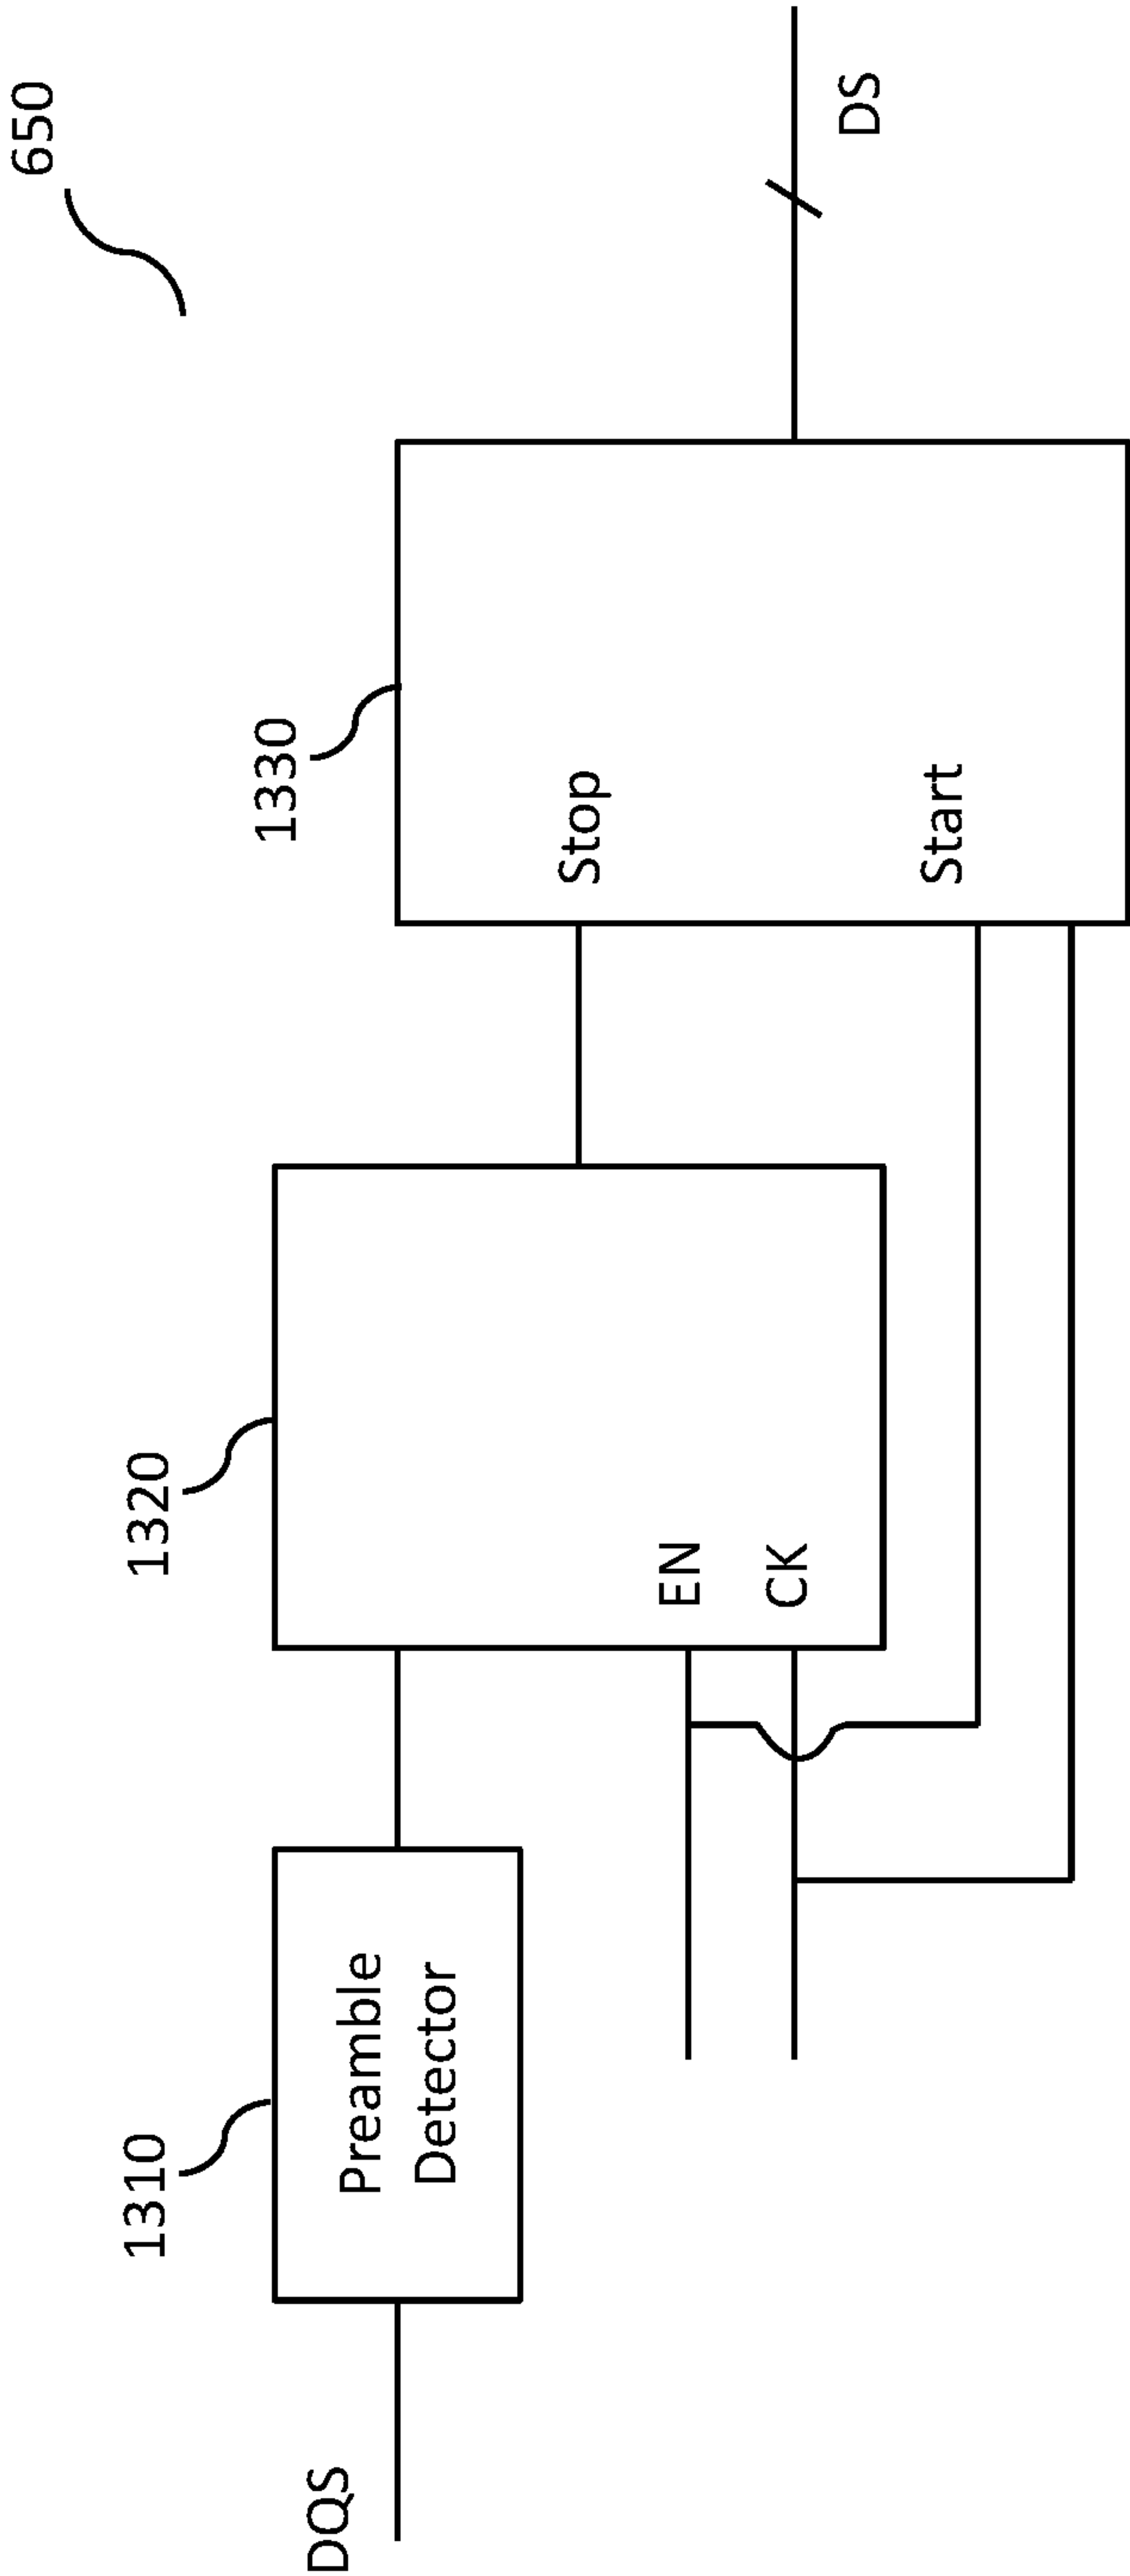 650
1310
1320
1330
DQS
Preamble
Detector
EN
CK
Stop
Start
DS